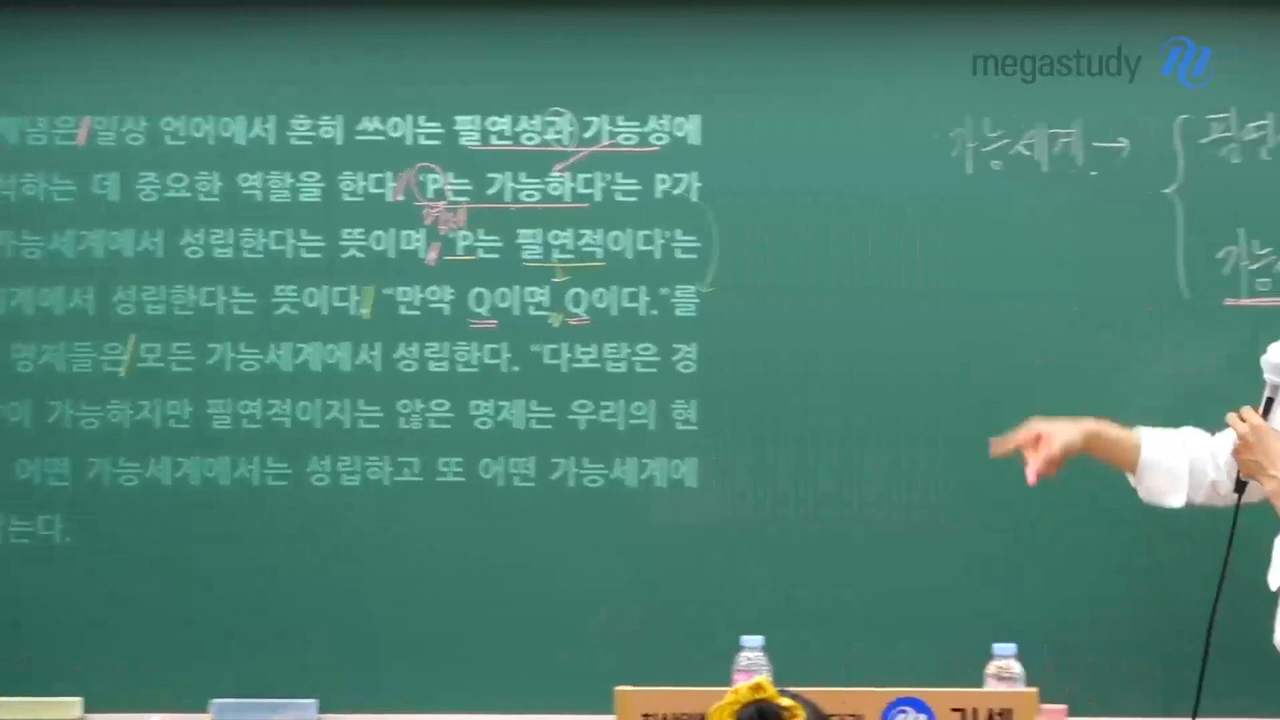 megastudy
개념은 일상 언어에서 흔히 쓰이는 필연성과 가능성에
하는 데 중요한 역할을 한다. ‘P는 가능하다’는 P가
가능세계에서 성립한다는 뜻이며, ‘P는 필연적이다’는
세계에서 성립한다는 뜻이다. “만약 Q이면 Q이다.”를
명제들은 모든 가능세계에서 성립한다. “다보탑은 경
이 가능하지만 필연적이지는 않은 명제는 우리의 현
어떤 가능세계에서는 성립하고 또 어떤 가능세계에
는다.
가능세계 → { 필연
가능